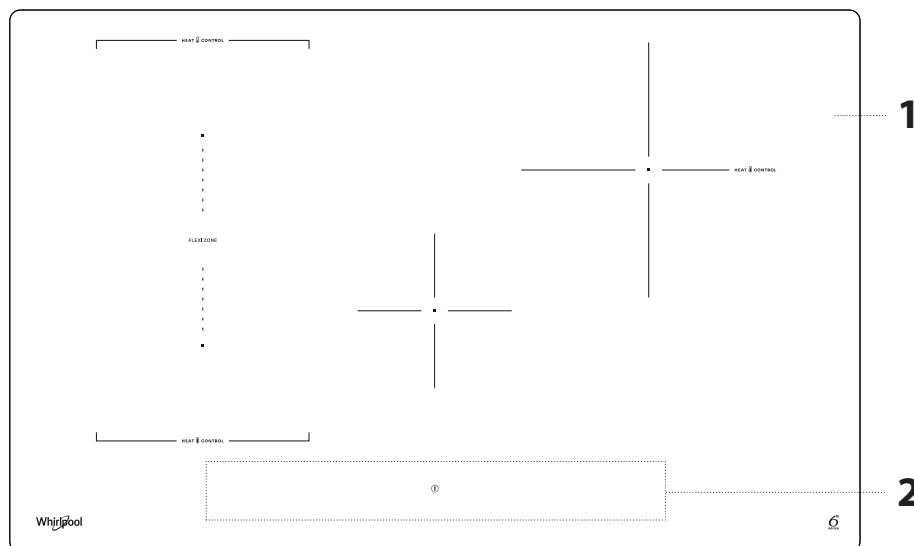 HEAT CONTROL
1
HEAT CONTROL
FLEXI ZONE
HEAT CONTROL
2
Whirlpool
6